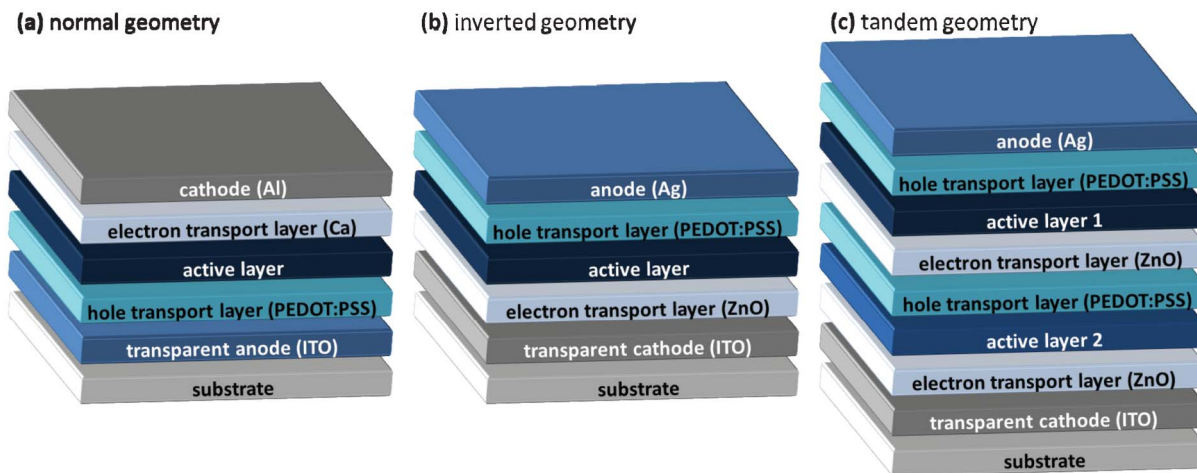 (a) normal geometry
cathode (Al)
electron transport layer (Ca)
active layer
hole transport layer (PEDOT:PSS)
transparent anode (ITO)
substrate
(b) inverted geometry
anode (Ag)
hole transport layer (PEDOT:PSS)
active layer
electron transport layer (ZnO)
transparent cathode (ITO)
substrate
(c) tandem geometry
anode (Ag)
hole transport layer (PEDOT:PSS)
active layer 1
electron transport layer (ZnO)
hole transport layer (PEDOT:PSS)
active layer 2
electron transport layer (ZnO)
transparent cathode (ITO)
substrate